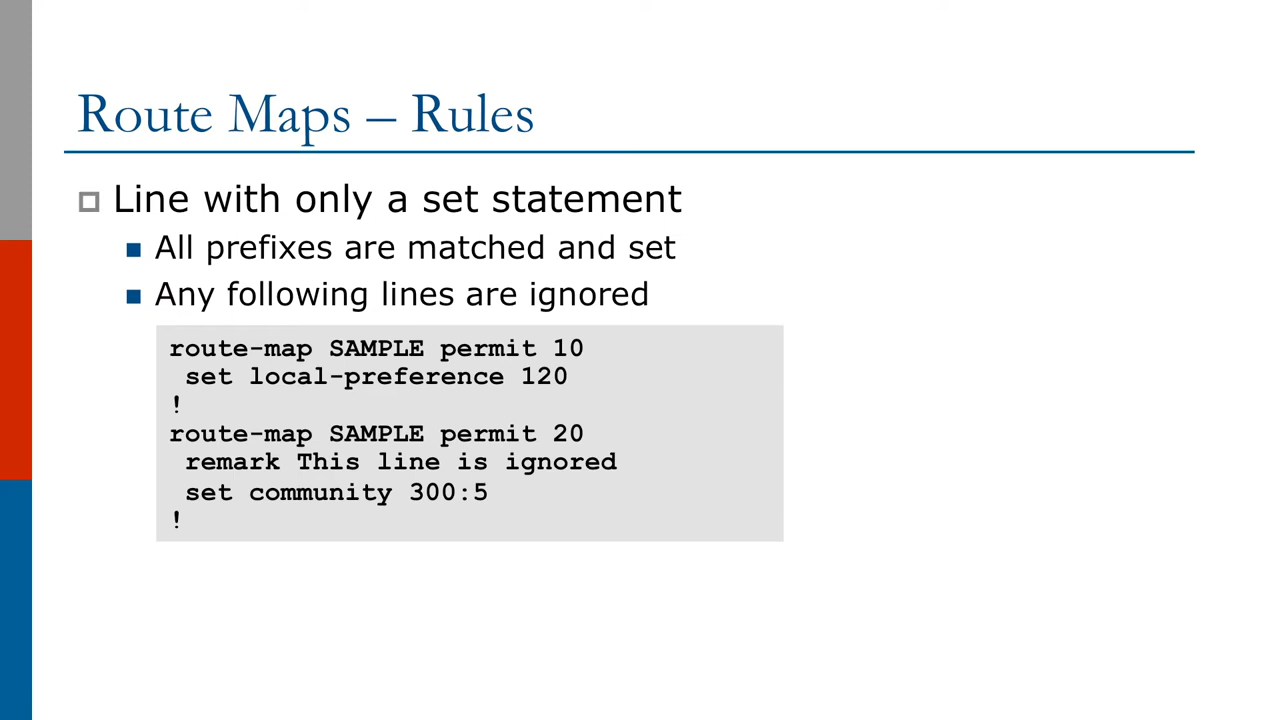 Route Maps – Rules
Line with only a set statement
All prefixes are matched and set
Any following lines are ignored
route-map SAMPLE permit 10
 set local-preference 120
!
route-map SAMPLE permit 20
 remark This line is ignored
 set community 300:5
!